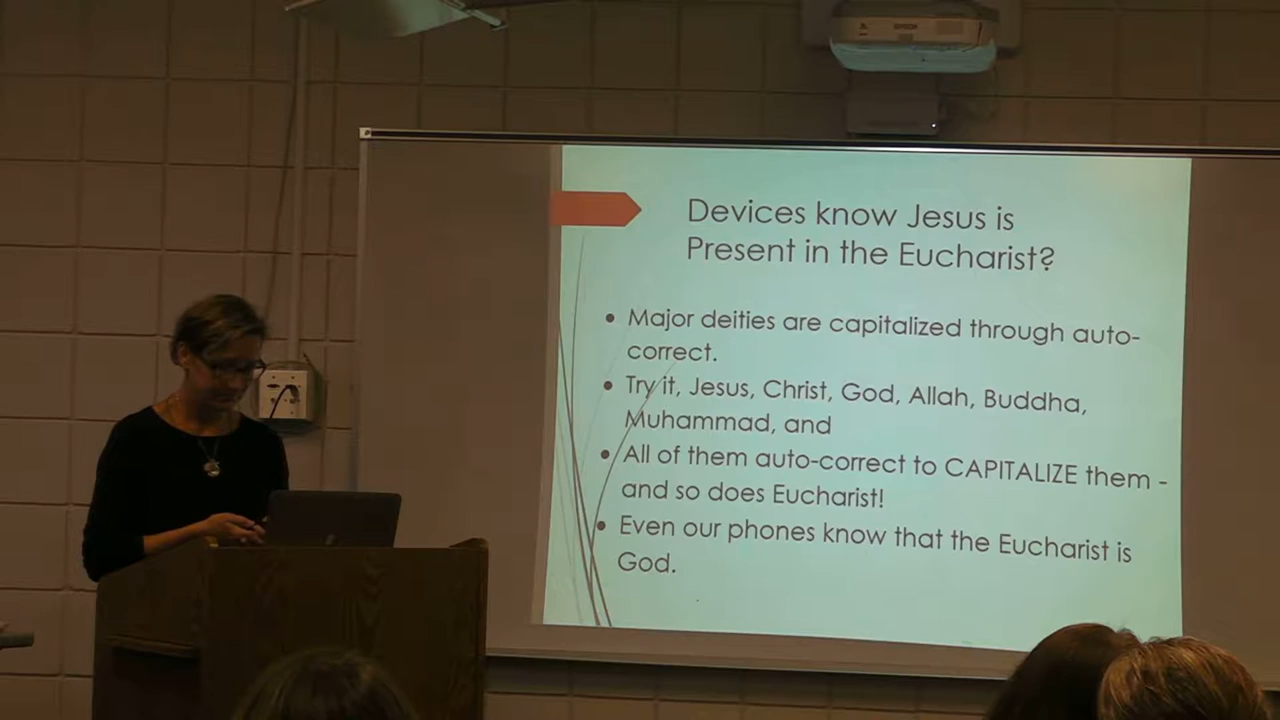 EPSON
Devices know Jesus is
Present in the Eucharist?
• Major deities are capitalized through auto-
correct.
• Try it, Jesus, Christ, God, Allah, Buddha,
Muhammad, and
• All of them auto-correct to CAPITALIZE them -
and so does Eucharist!
• Even our phones know that the Eucharist is
God.